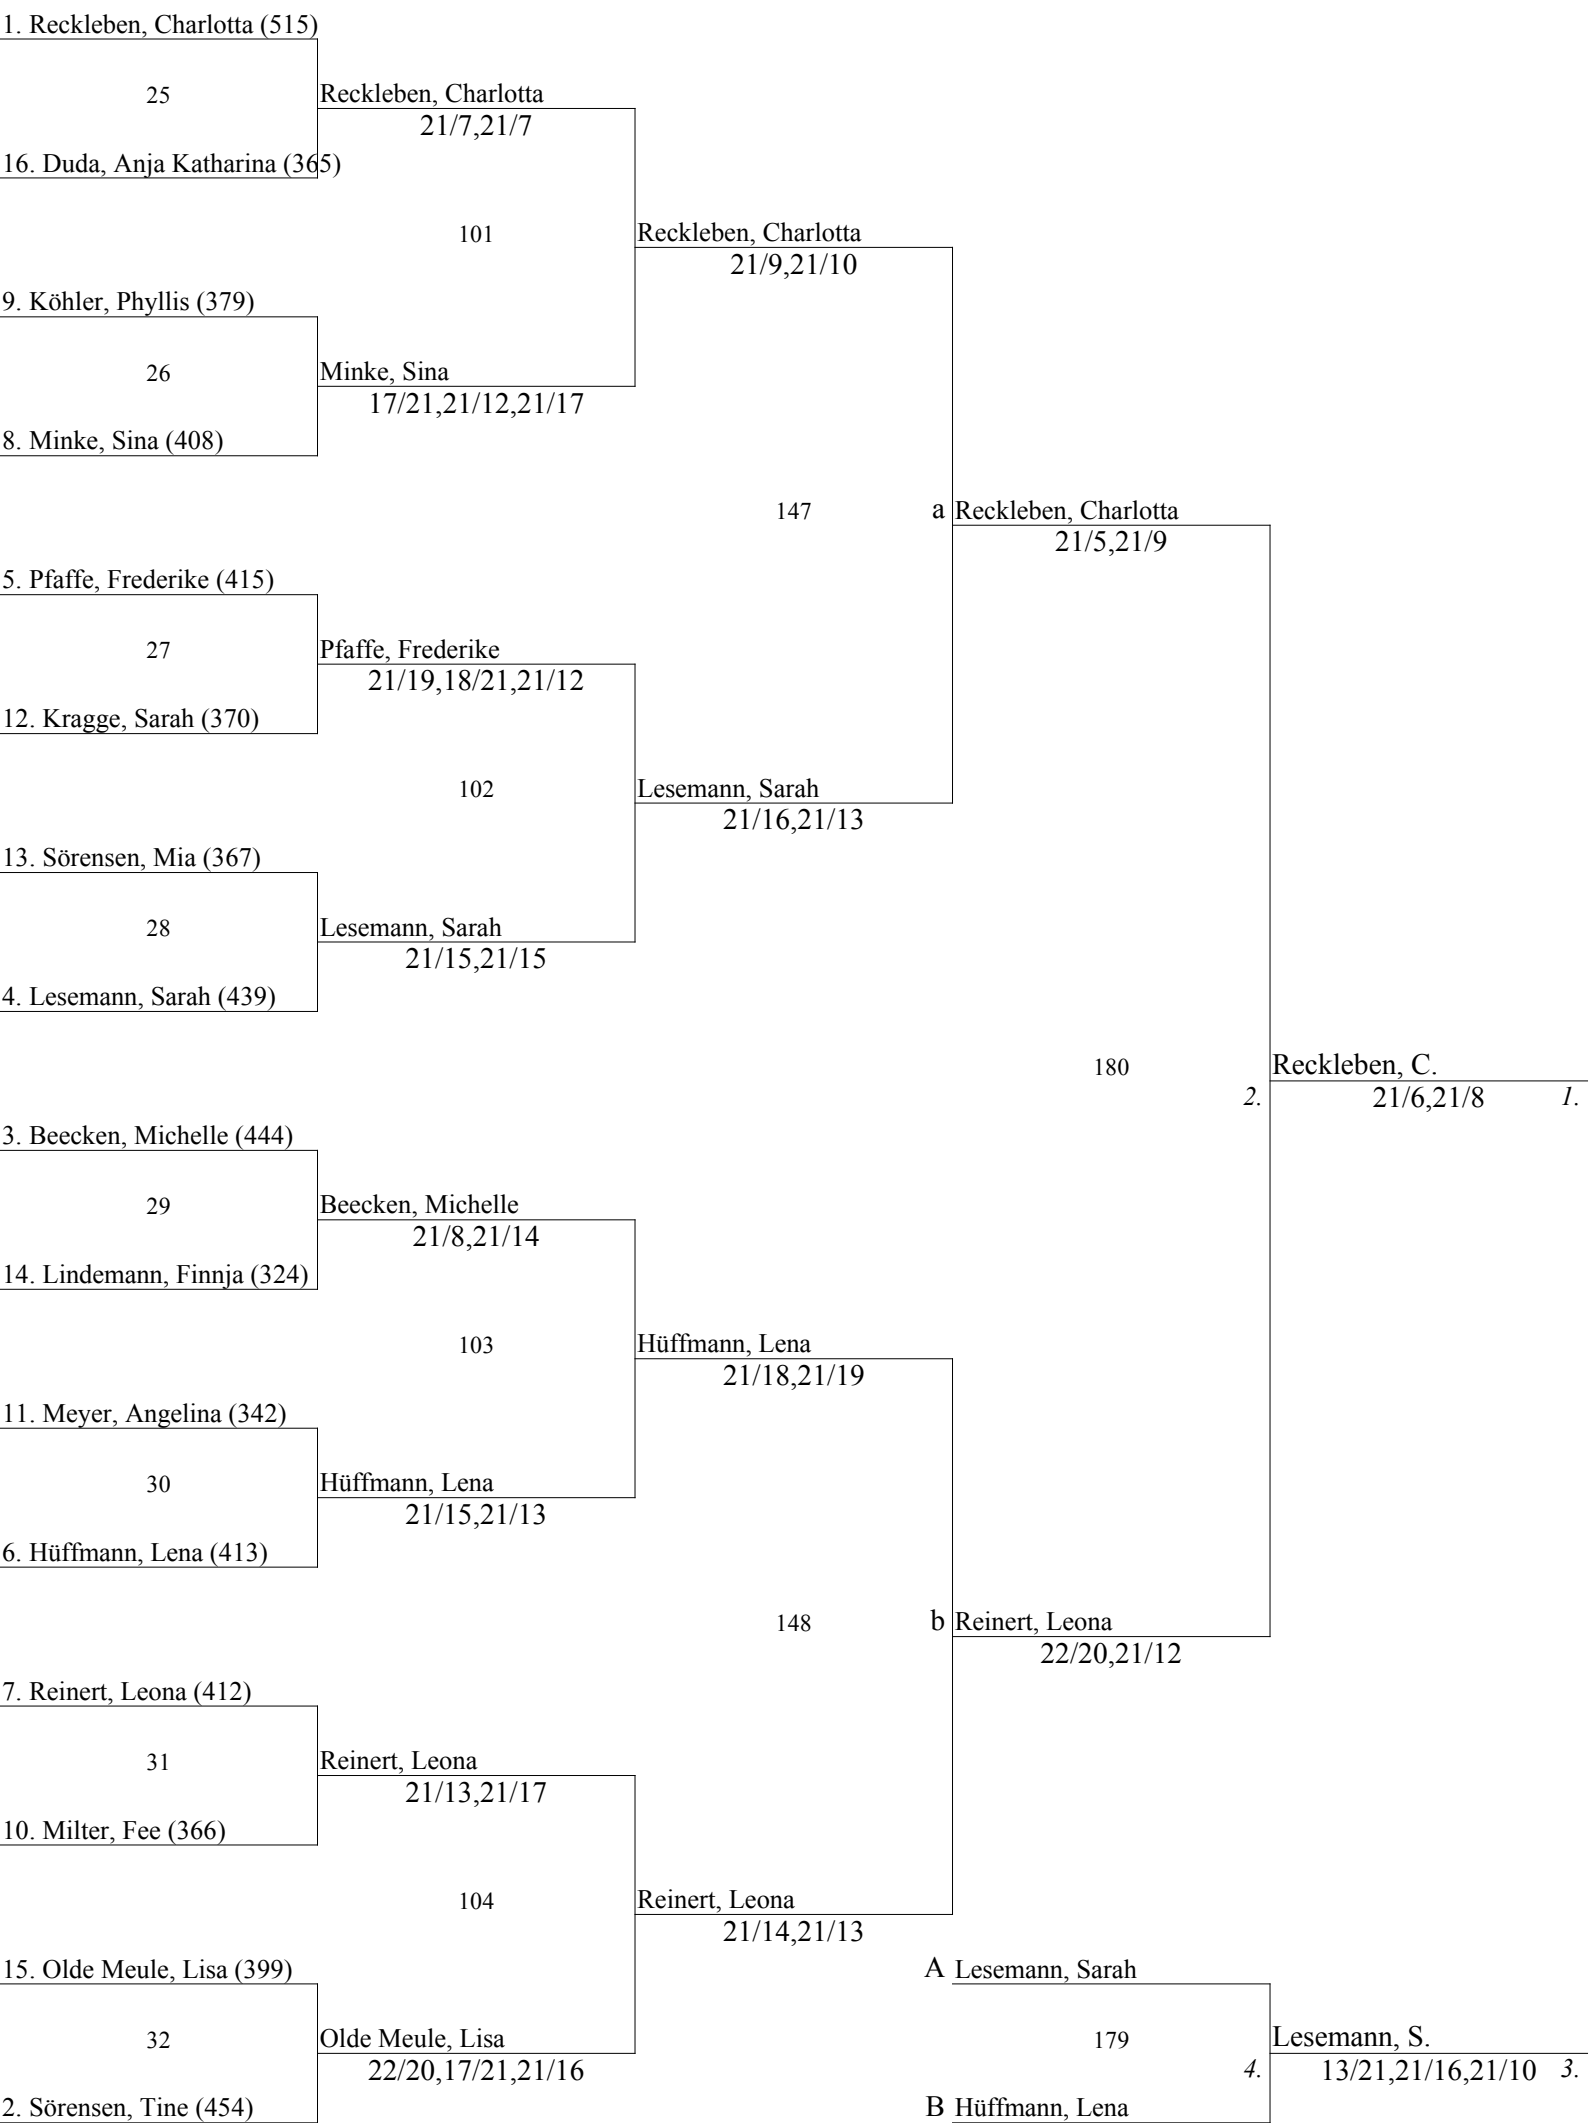 1. Reckleben, Charlotta (515)
25
Reckleben, Charlotta
21/7,21/7
16. Duda, Anja Katharina (365)
101
Reckleben, Charlotta
21/9,21/10
9. Köhler, Phyllis (379)
26
Minke, Sina
17/21,21/12,21/17
8. Minke, Sina (408)
147
a Reckleben, Charlotta
21/5,21/9
5. Pfaffe, Frederike (415)
27
Pfaffe, Frederike
21/19,18/21,21/12
12. Kragge, Sarah (370)
102
Lesemann, Sarah
21/16,21/13
13. Sörensen, Mia (367)
28
Lesemann, Sarah
21/15,21/15
4. Lesemann, Sarah (439)
180
Reckleben, C.
2.
21/6,21/8
1.
3. Beecken, Michelle (444)
29
Beecken, Michelle
21/8,21/14
14. Lindemann, Finnja (324)
103
Hüffmann, Lena
21/18,21/19
11. Meyer, Angelina (342)
30
Hüffmann, Lena
21/15,21/13
6. Hüffmann, Lena (413)
148
b Reinert, Leona
22/20,21/12
7. Reinert, Leona (412)
31
Reinert, Leona
21/13,21/17
10. Milter, Fee (366)
104
Reinert, Leona
21/14,21/13
15. Olde Meule, Lisa (399)
A Lesemann, Sarah
32
Olde Meule, Lisa
22/20,17/21,21/16
179
Lesemann, S.
4.
13/21,21/16,21/10
3.
2. Sörensen, Tine (454)
B Hüffmann, Lena